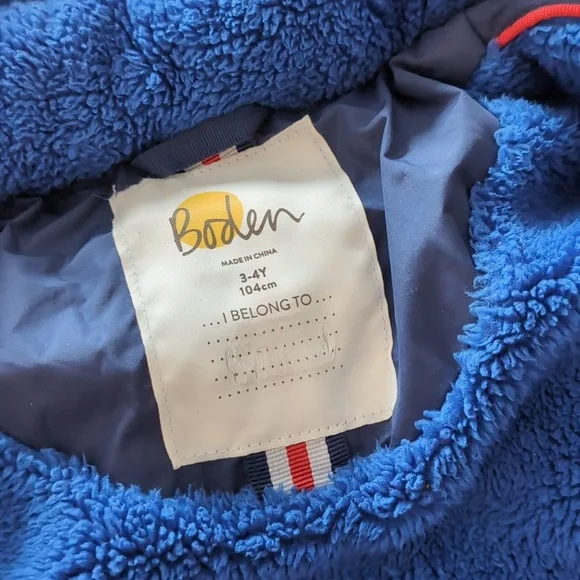 Boden
MADE IN CHINA
3-4Y
104cm
...I BELONG TO...